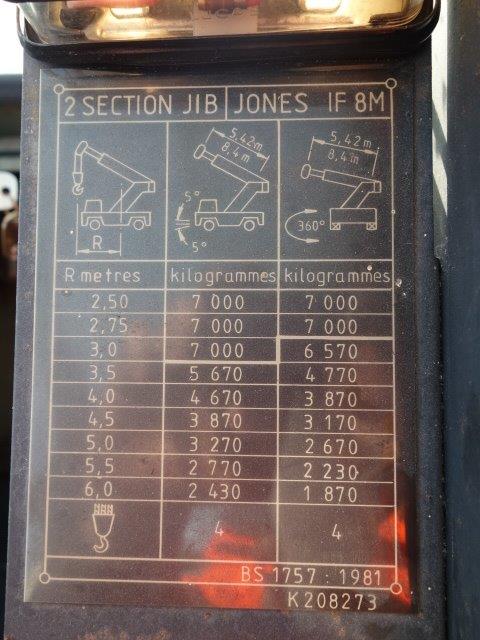 2 SECTION JIB JONES IF 8M
5,42m 5,42m
8,4m 8,4m
5° 360°
5°
R
R metres kilogrammes kilogrammes
2,50 7 000 7 000
2,75 7 000 7 000
3,0 7 000 6 570
3,5 5 670 4 770
4,0 4 670 3 870
4,5 3 870 3 170
5,0 3 270 2 670
5,5 2 770 2 230
6,0 2 430 1 870
4 4
BS 1757 : 1981
K208273